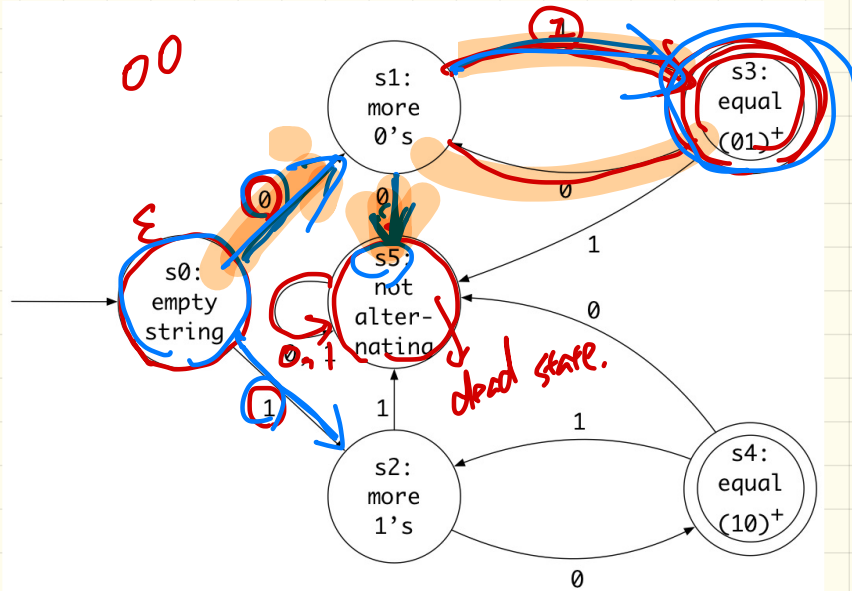 00
1
s1:
more
0's
s3:
equal
(01)⁺
0
0
0
ε
1
s0:
empty
string
s5:
not
alter-
nating
0
0,1
dead state.
1
1
1
s4:
equal
(10)⁺
s2:
more
1's
0